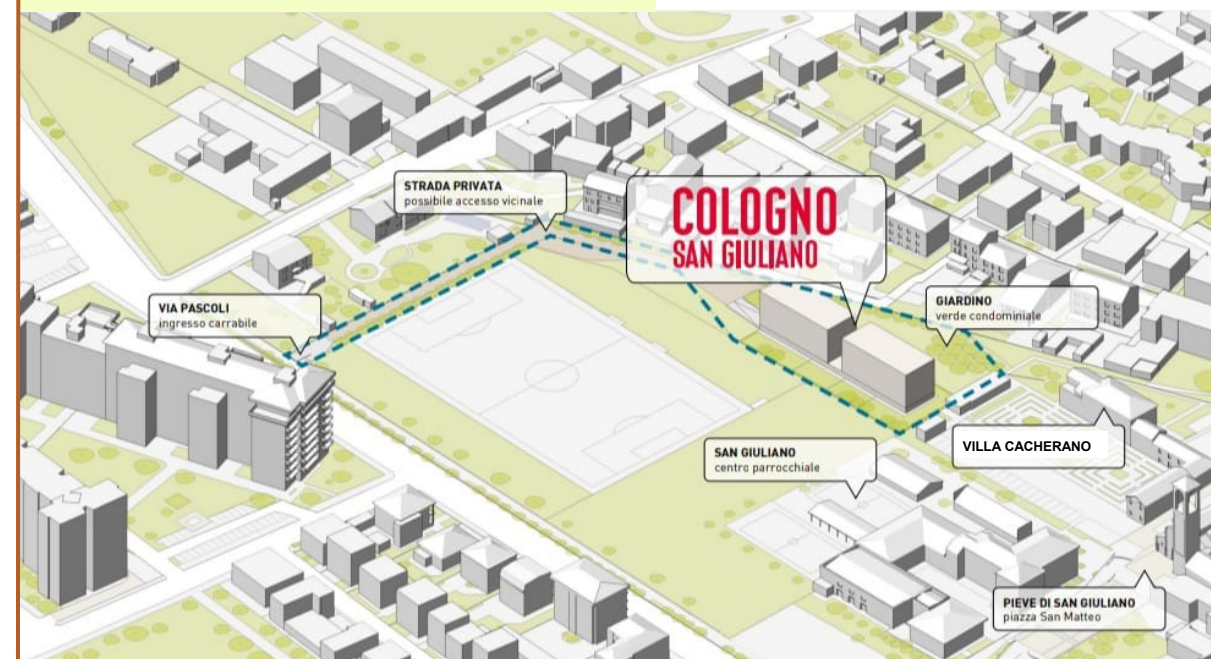 STRADA PRIVATA
possibile accesso vicinale
COLOGNO
SAN GIULIANO
VIA PASCOLI
ingresso carrabile
GIARDINO
verde condominiale
SAN GIULIANO
centro parrocchiale
VILLA CACHERANO
PIEVE DI SAN GIULIANO
piazza San Matteo